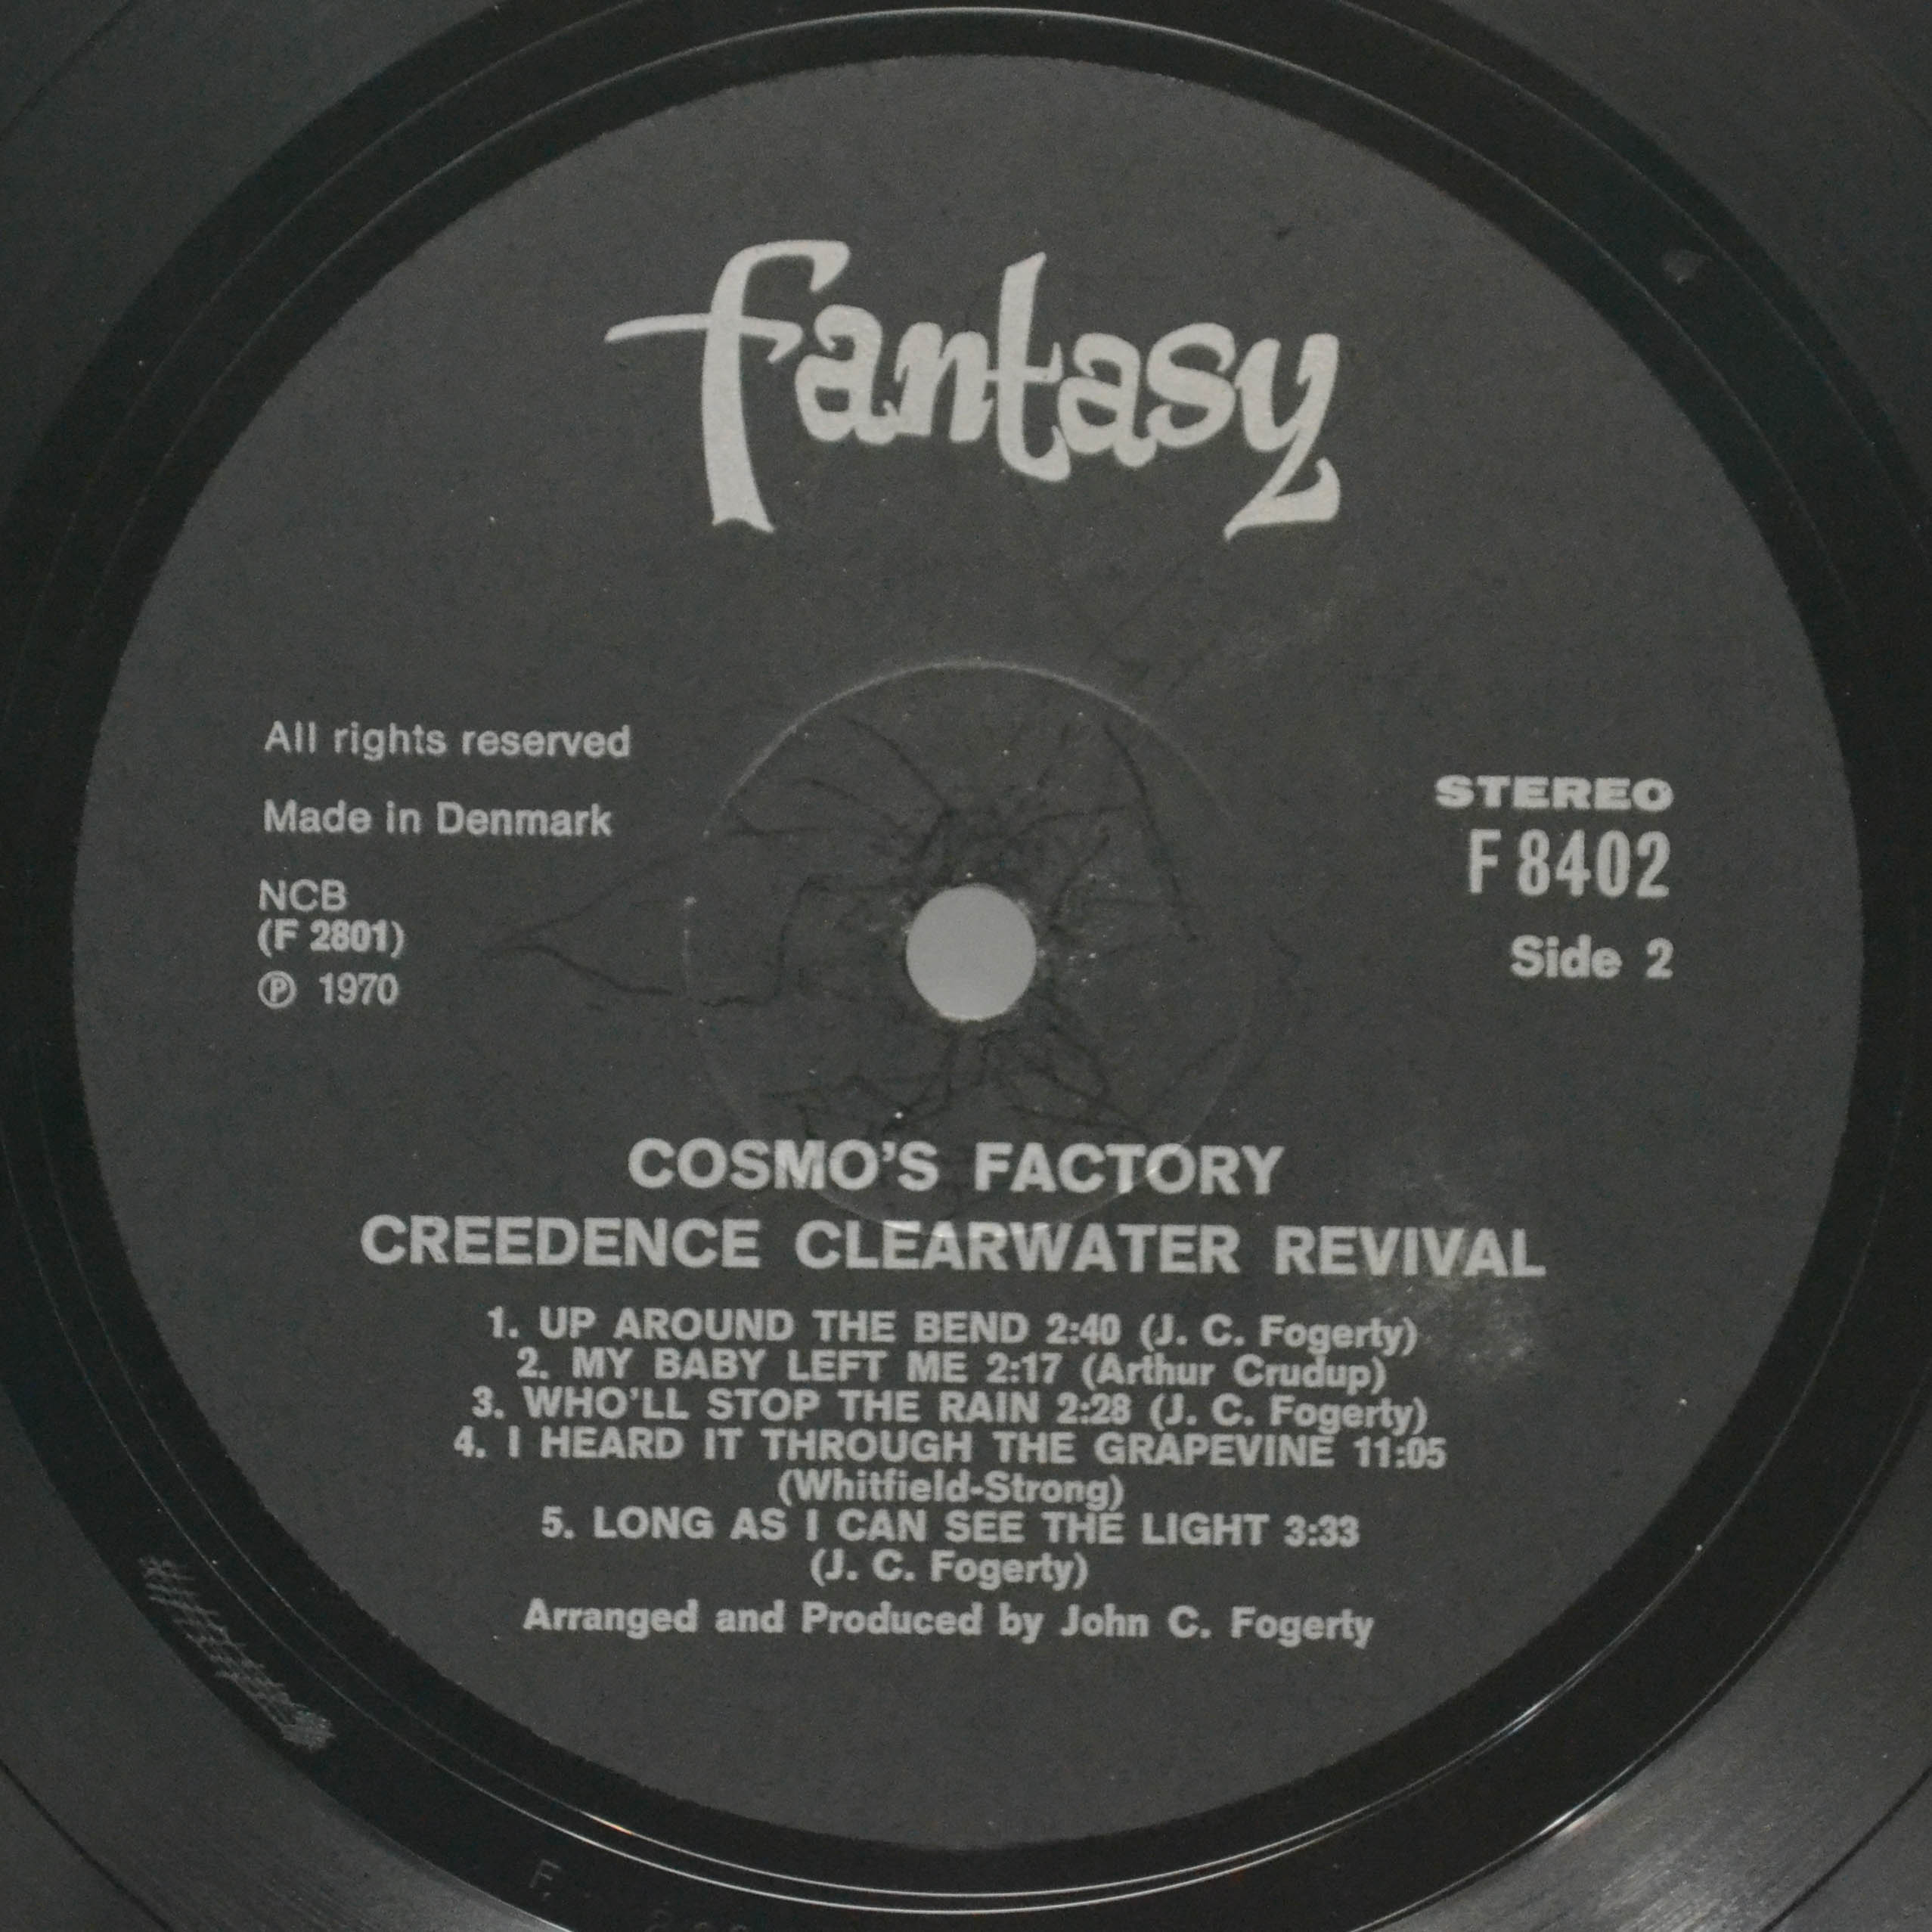 fantasy
All rights reserved
Made in Denmark
NCB
(F 2801)
℗ 1970
STEREO
F 8402
Side 2
COSMO'S FACTORY
CREEDENCE CLEARWATER REVIVAL
1. UP AROUND THE BEND 2:40 (J. C. Fogerty)
2. MY BABY LEFT ME 2:17 (Arthur Crudup)
3. WHO'LL STOP THE RAIN 2:28 (J. C. Fogerty)
4. I HEARD IT THROUGH THE GRAPEVINE 11:05
(Whitfield-Strong)
5. LONG AS I CAN SEE THE LIGHT 3:33
(J. C. Fogerty)
Arranged and Produced by John C. Fogerty